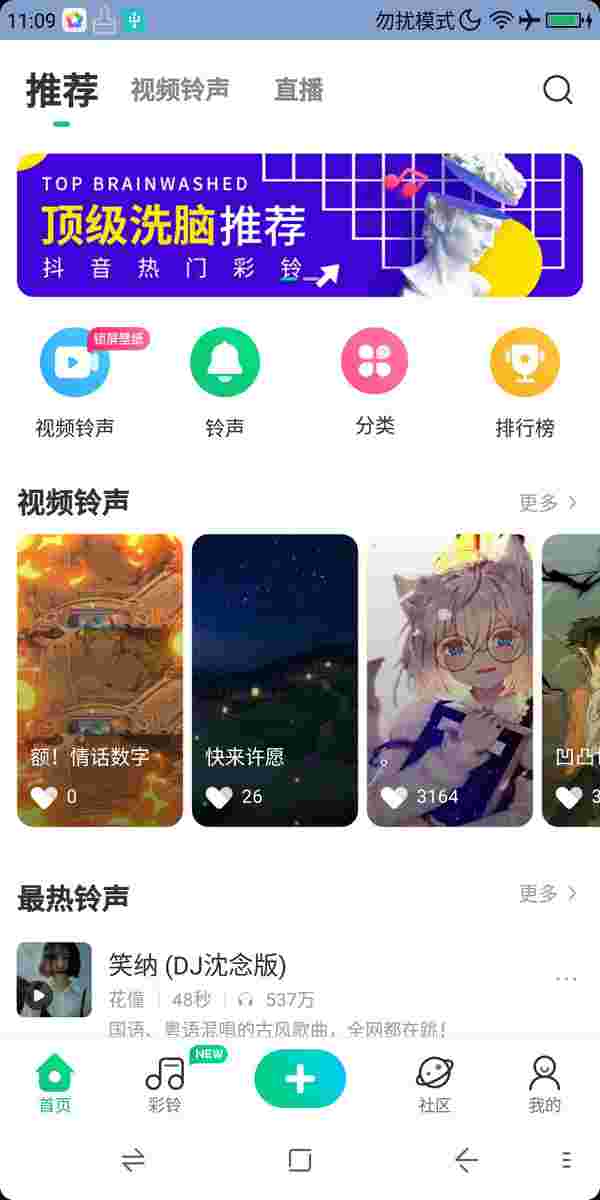 11:09
勿扰模式
推荐
视频铃声
直播
TOP BRAINWASHED
顶级洗脑推荐
抖音热门彩铃
锁屏壁纸
视频铃声
铃声
分类
排行榜
视频铃声
更多
额！情话数字
快来许愿
。
0
26
3164
最热铃声
更多
笑纳 (DJ沈念版)
花僮
48秒
537万
国语、粤语混唱的古风歌曲，全网都在跳！
NEW
首页
彩铃
社区
我的